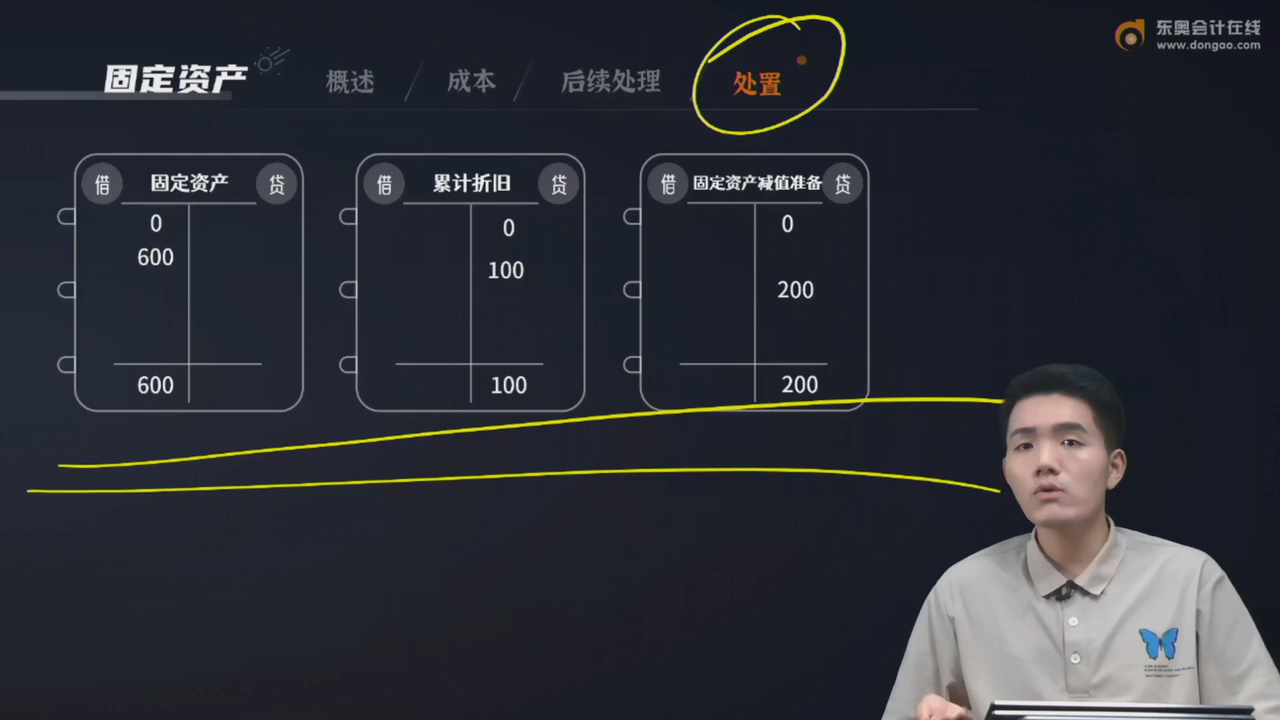 东奥会计在线
www.dongao.com
固定资产 概述 / 成本 / 后续处理 / 处置
借 固定资产 贷
0
600
600
借 累计折旧 贷
0
100
100
借 固定资产减值准备 贷
0
200
200